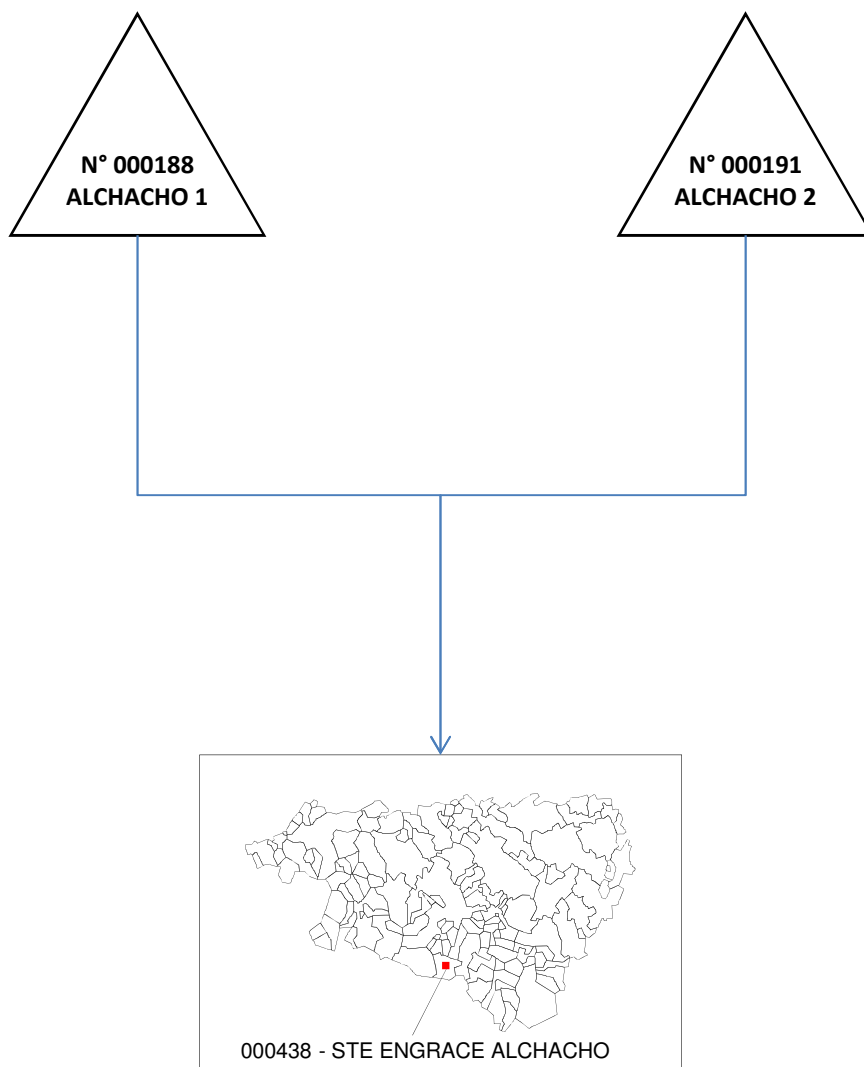 N° 000188
ALCHACHO 1
N° 000191
ALCHACHO 2
000438 - STE ENGRACE ALCHACHO